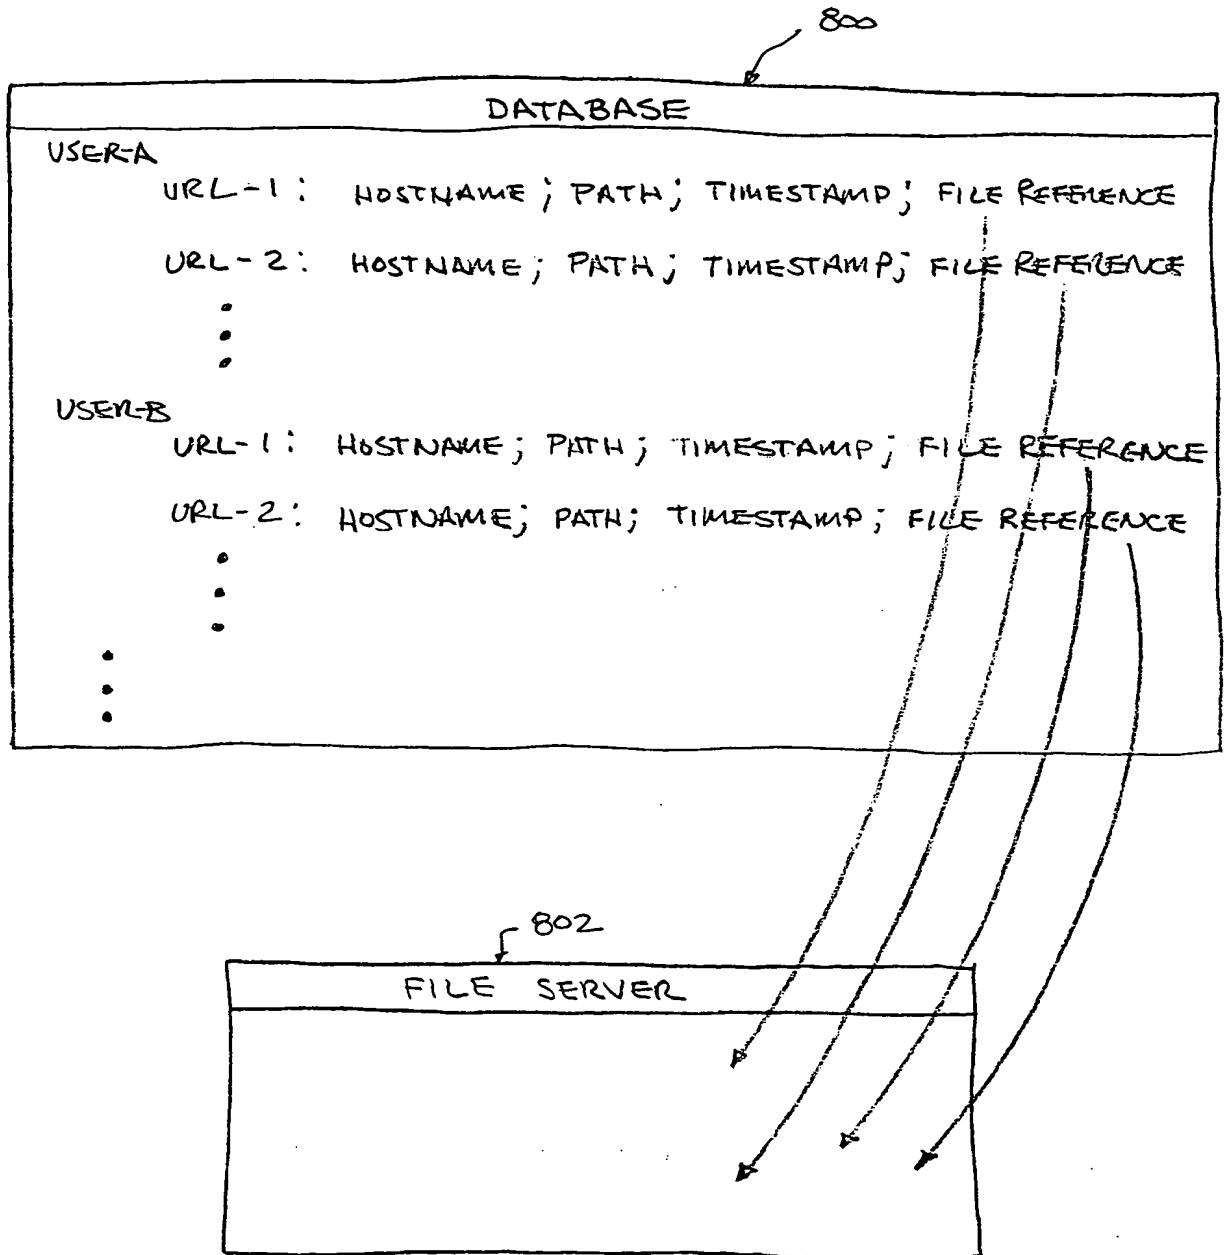 800
DATABASE
USER-A
URL-1: HOSTNAME; PATH; TIMESTAMP; FILE REFERENCE
URL-2: HOSTNAME; PATH; TIMESTAMP; FILE REFERENCE
USER-B
URL-1: HOSTNAME; PATH; TIMESTAMP; FILE REFERENCE
URL-2: HOSTNAME; PATH; TIMESTAMP; FILE REFERENCE
802
FILE SERVER